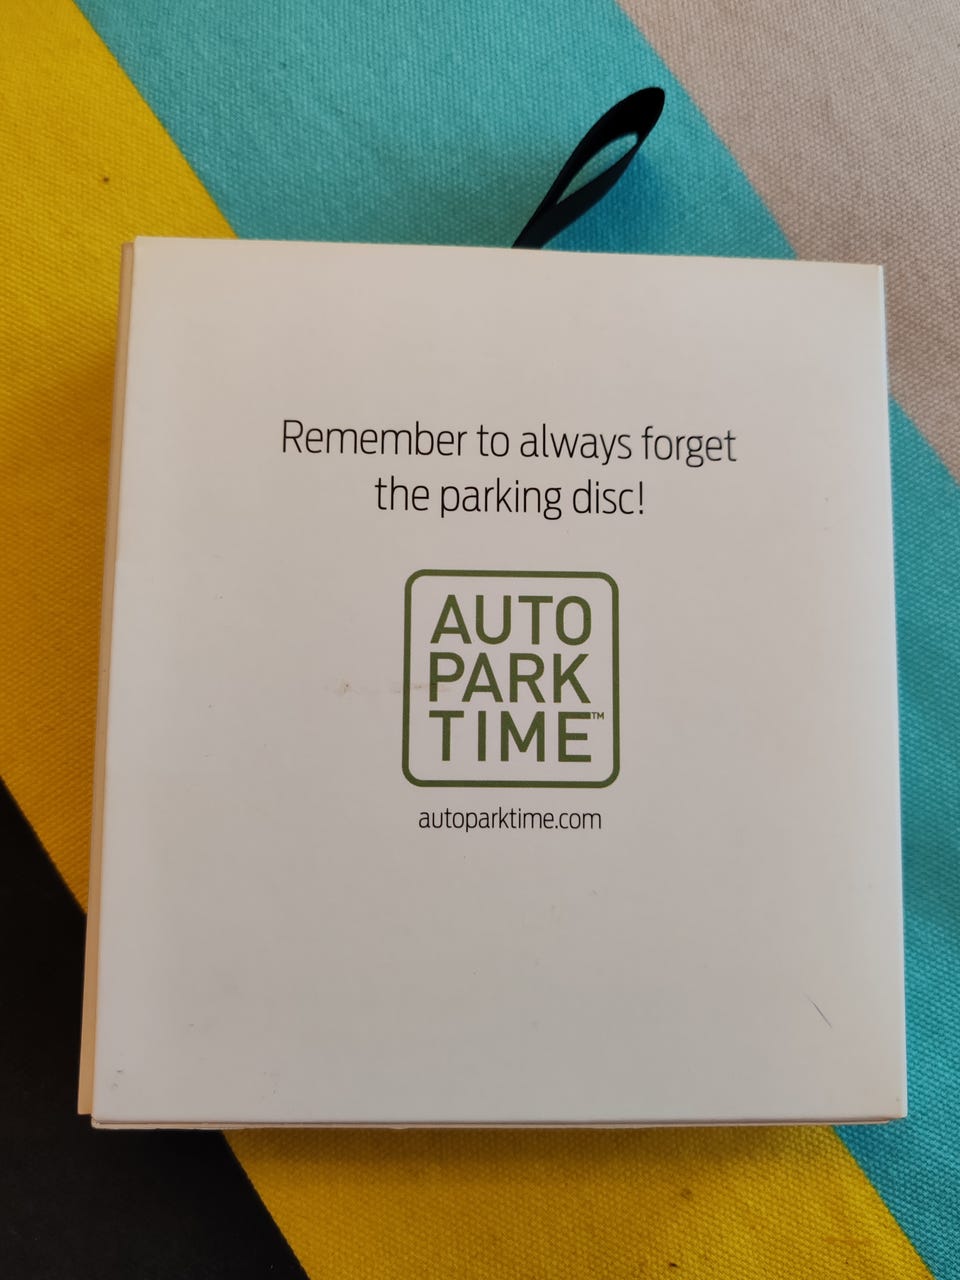 Remember to always forget
the parking disc!
AUTO
PARK
TIME™
autoparktime.com